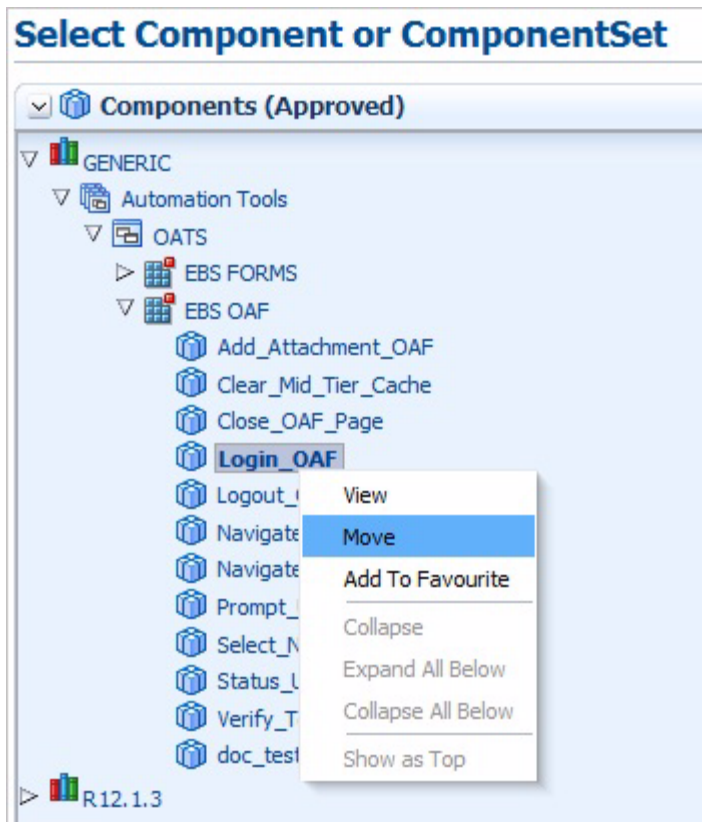 Select Component or ComponentSet
Components (Approved)
GENERIC
Automation Tools
OATS
EBS FORMS
EBS OAF
Add_Attachment_OAF
Clear_Mid_Tier_Cache
Close_OAF_Page
Login_OAF
Logout_
View
Navigate
Move
Navigate
Add To Favourite
Prompt_
Collapse
Select_N
Expand All Below
Status_U
Collapse All Below
Verify_T
doc_test
Show as Top
R12.1.3